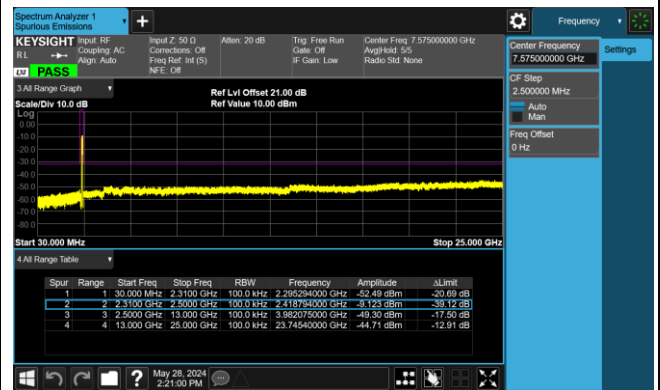 Spectrum Analyzer 1
Spurious Emissions
Frequency
KEYSIGHT
Input: RF
Input Z: 50 Ω
Atten: 20 dB
Trig: Free Run
Center Freq: 7.575000000 GHz
RL
Coupling: AC
Corrections: Off
Gate: Off
Avg|Hold: 5/5
Align: Auto
Freq Ref: Int (S)
IF Gain: Low
Radio Std: None
NFE: Off
LXI
PASS
Center Frequency
7.575000000 GHz
Settings
CF Step
2.500000 MHz
Auto
Man
Freq Offset
0 Hz
3 All Range Graph
Ref Lvl Offset 21.00 dB
Scale/Div 10.0 dB
Ref Value 10.00 dBm
Log
0.00
-10.0
-20.0
-30.0
-40.0
-50.0
-60.0
-70.0
-80.0
Start 30.000 MHz
Stop 25.000 GHz
4 All Range Table
Spur Range Start Freq Stop Freq RBW Frequency Amplitude ΔLimit
1 1 30.000 MHz 2.3100 GHz 100.0 kHz 2.295294000 GHz -52.49 dBm -20.69 dB
2 2 2.3100 GHz 2.5000 GHz 100.0 kHz 2.418794000 GHz -9.123 dBm -39.12 dB
3 3 2.5000 GHz 13.000 GHz 100.0 kHz 3.982075000 GHz -49.30 dBm -17.50 dB
4 4 13.000 GHz 25.000 GHz 100.0 kHz 23.74540000 GHz -44.71 dBm -12.91 dB
May 28, 2024
2:21:00 PM